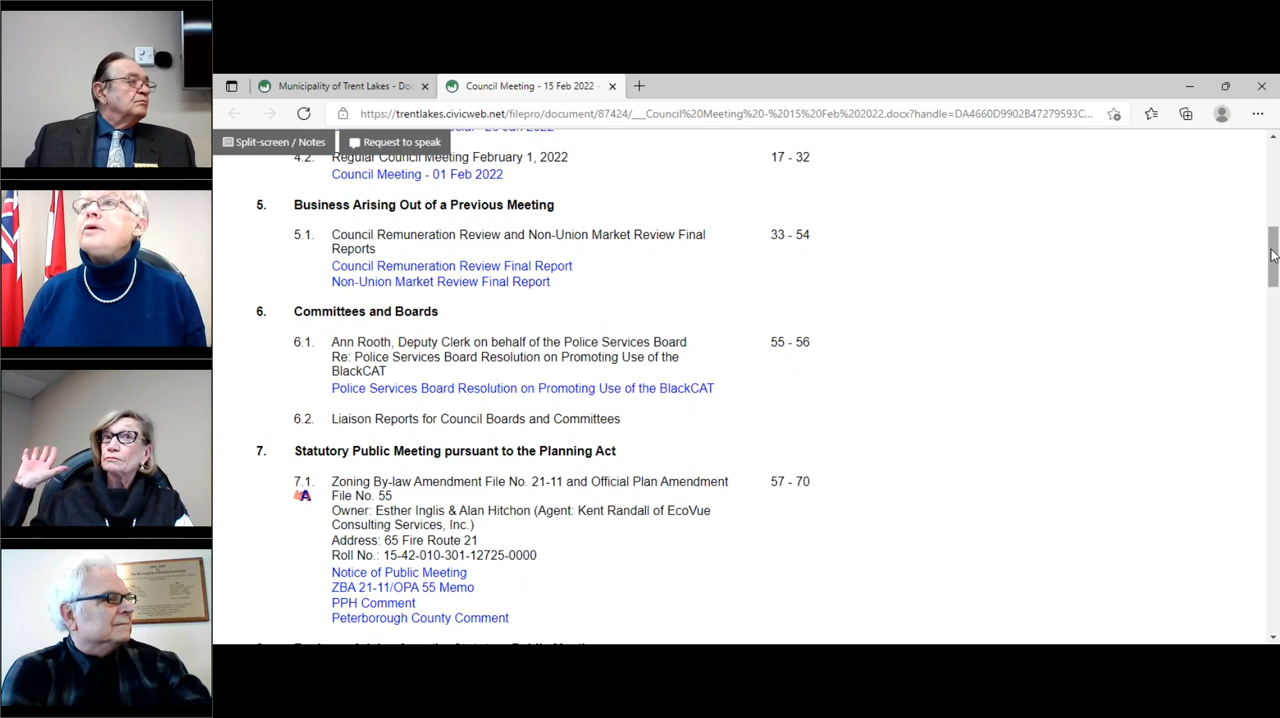 Municipality of Trent Lakes - Dou
Council Meeting - 15 Feb 2022
https://trentlakes.civicweb.net/filepro/document/87424/__Council%20Meeting%20-%2015%20Feb%202022.docx?handle=DA4660D9902B47279593C...
Split-screen / Notes
Request to speak
4.2. Regular Council Meeting February 1, 2022 17 - 32
Council Meeting - 01 Feb 2022
5. Business Arising Out of a Previous Meeting
5.1. Council Remuneration Review and Non-Union Market Review Final 33 - 54
Reports
Council Remuneration Review Final Report
Non-Union Market Review Final Report
6. Committees and Boards
6.1. Ann Rooth, Deputy Clerk on behalf of the Police Services Board 55 - 56
Re: Police Services Board Resolution on Promoting Use of the
BlackCAT
Police Services Board Resolution on Promoting Use of the BlackCAT
6.2. Liaison Reports for Council Boards and Committees
7. Statutory Public Meeting pursuant to the Planning Act
7.1. Zoning By-law Amendment File No. 21-11 and Official Plan Amendment 57 - 70
File No. 55
Owner: Esther Inglis & Alan Hitchon (Agent: Kent Randall of EcoVue
Consulting Services, Inc.)
Address: 65 Fire Route 21
Roll No.: 15-42-010-301-12725-0000
Notice of Public Meeting
ZBA 21-11/OPA 55 Memo
PPH Comment
Peterborough County Comment